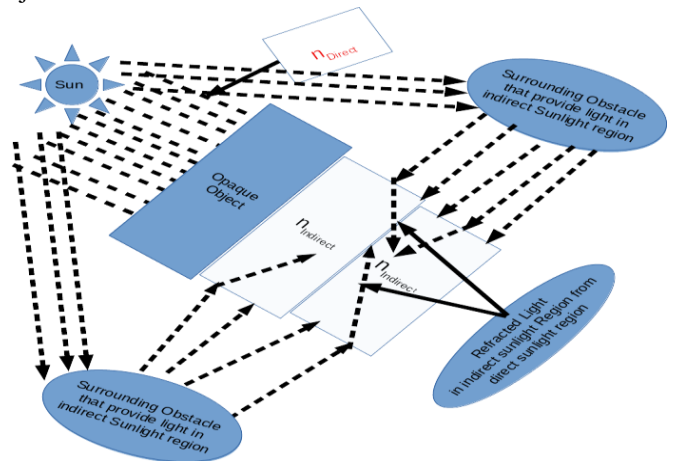 Sun
n Direct
Surrounding Obstacle
that provide light in
indirect Sunlight region
Opaque
Object
n Indirect
n Indirect
Refracted Light
in indirect sunlight Region from
direct sunlight region
Surrounding Obstacle
that provide light in
indirect Sunlight region